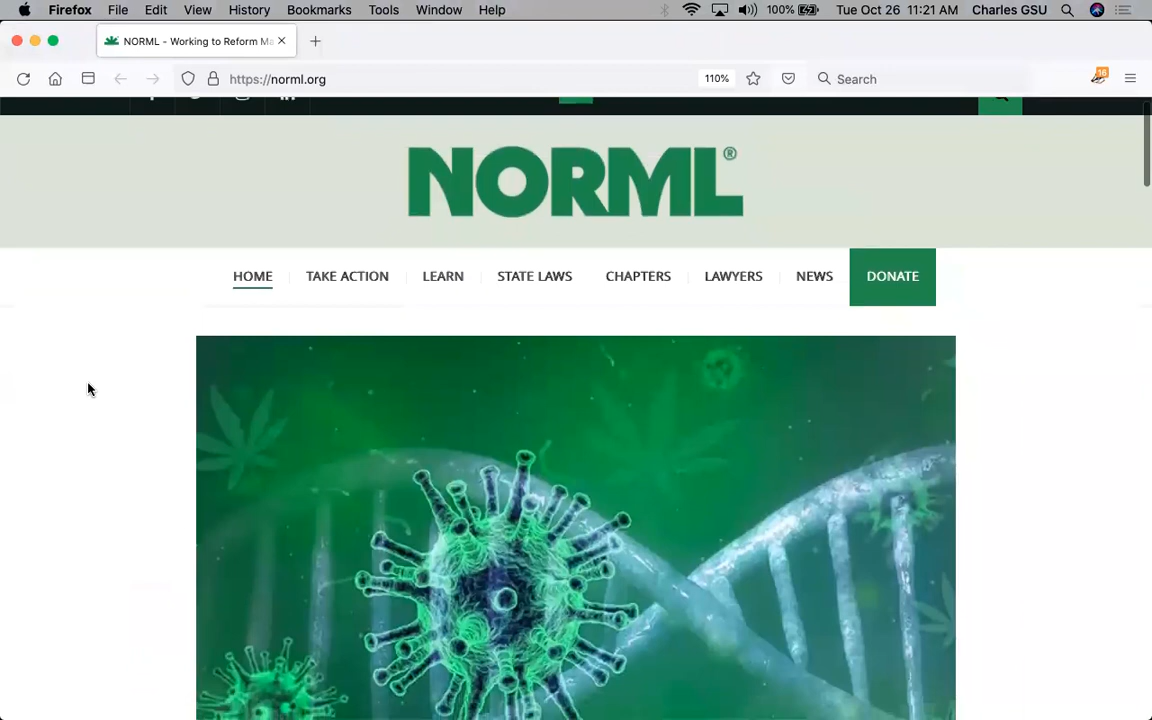 Firefox File Edit View History Bookmarks Tools Window Help 100% Tue Oct 26 11:21 AM Charles GSU
NORML - Working to Reform Ma
https://norml.org 110% Search 16
NORML®
HOME TAKE ACTION LEARN STATE LAWS CHAPTERS LAWYERS NEWS DONATE